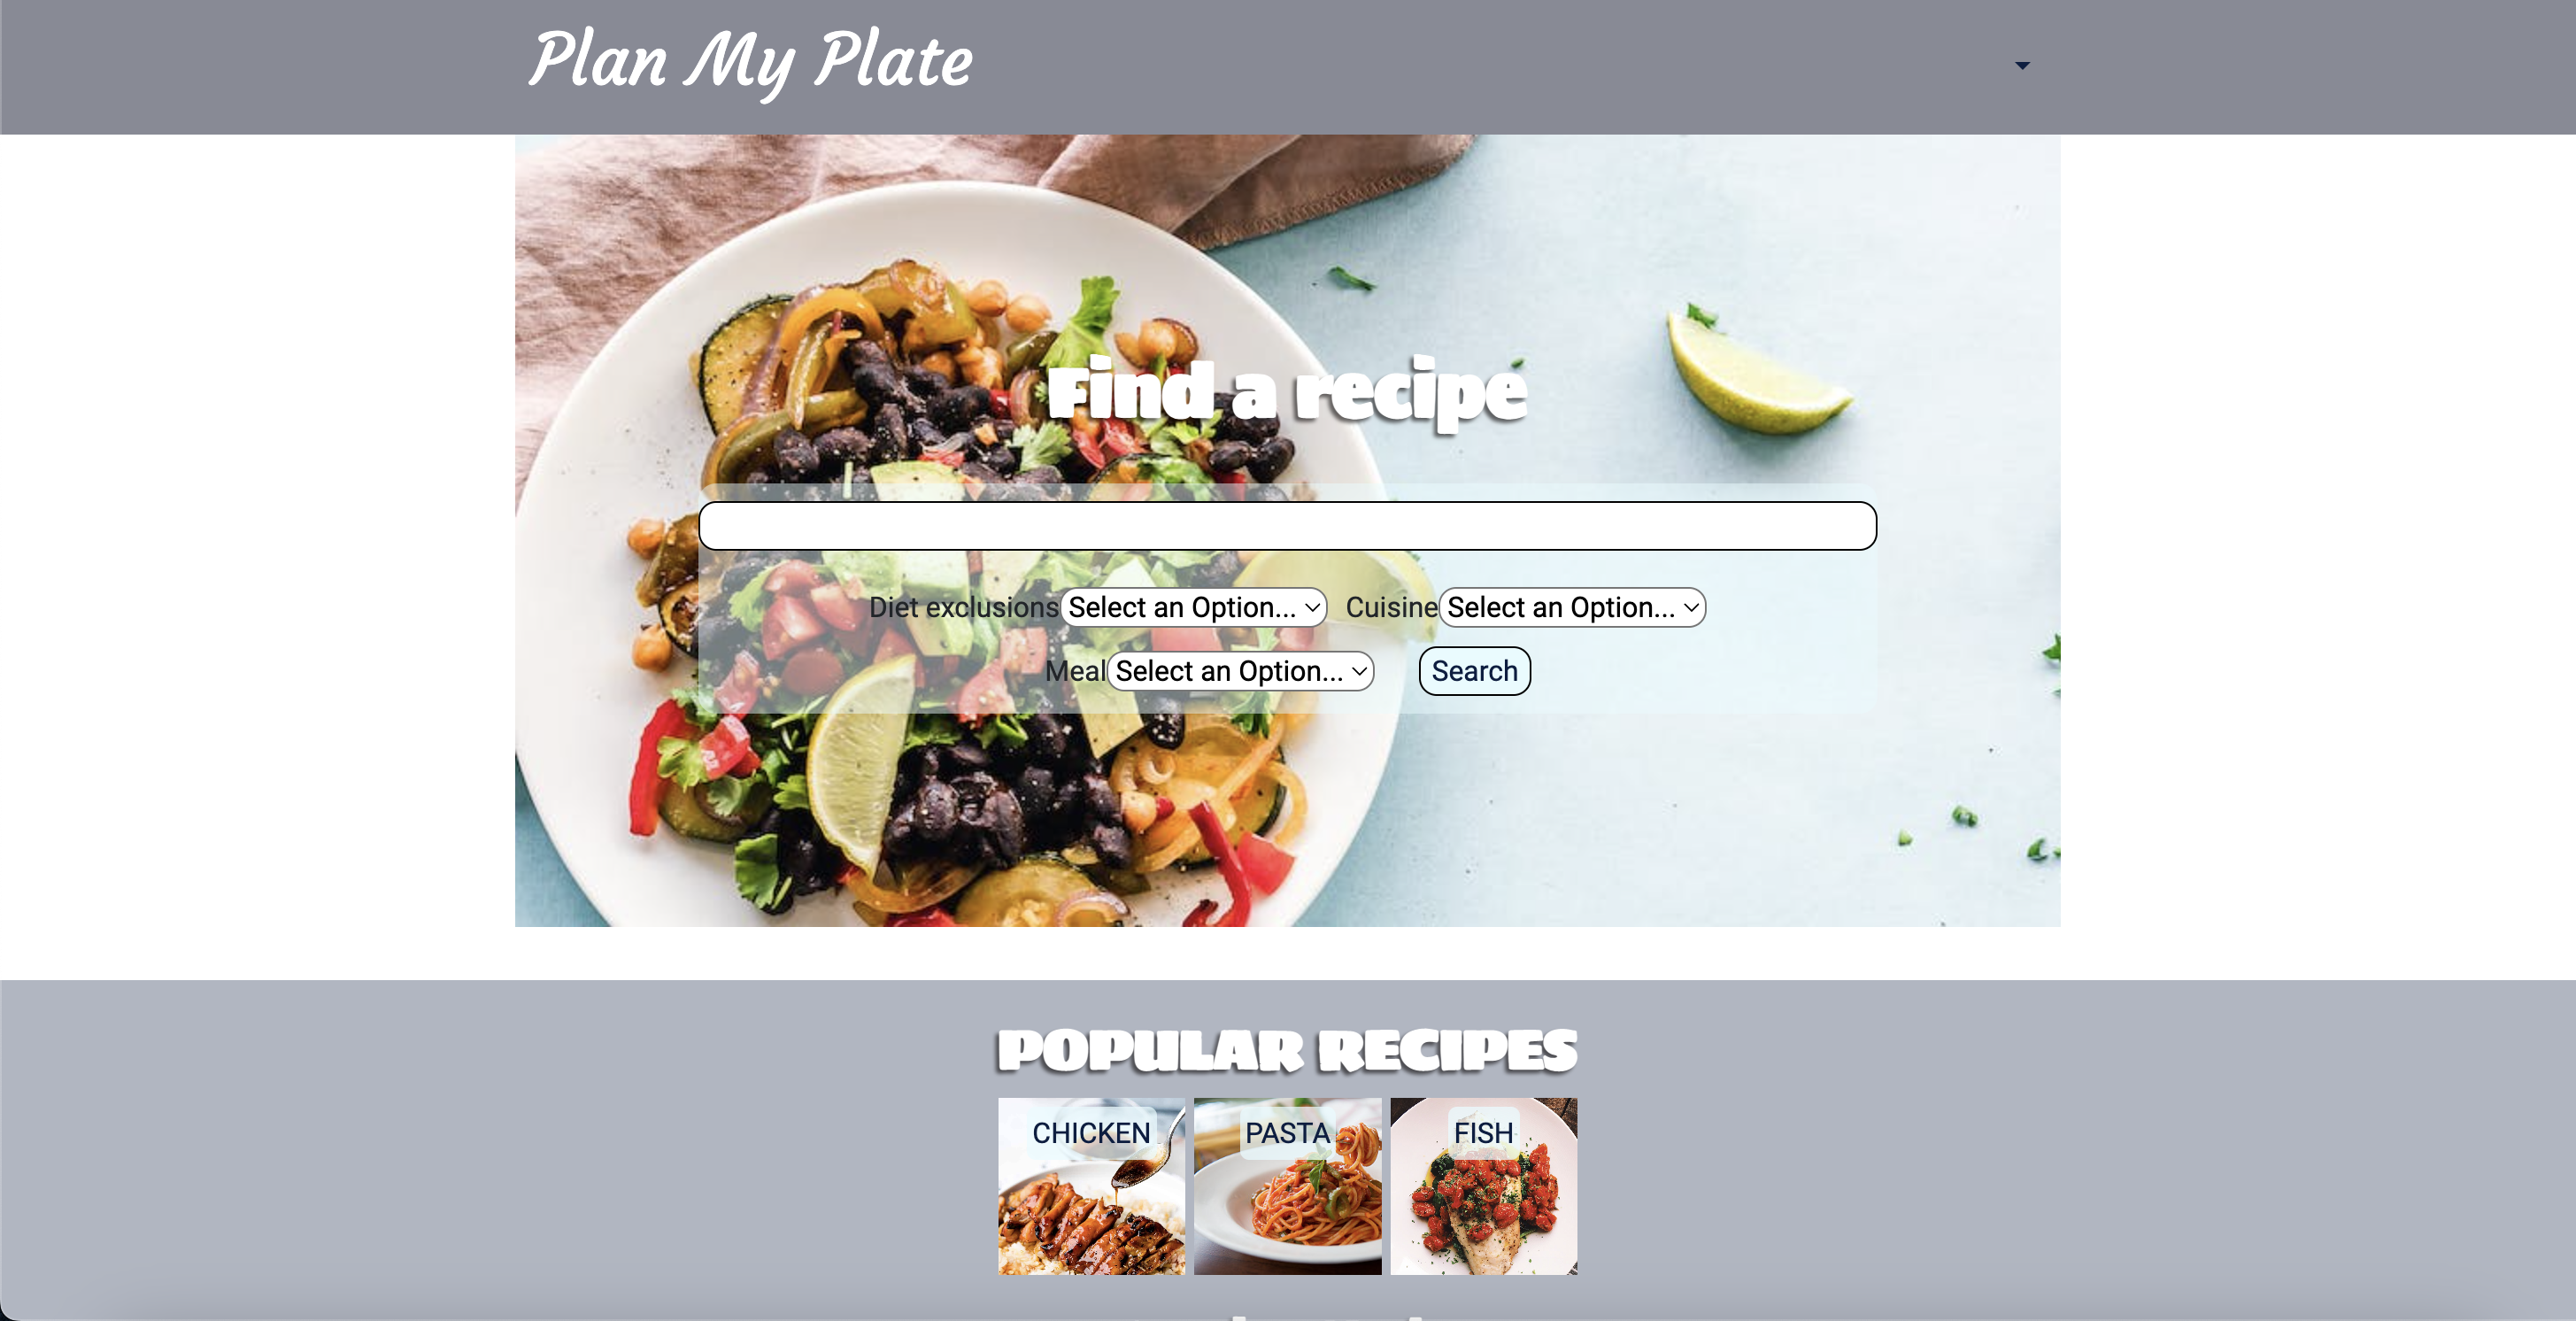 Plan My Plate
Find a recipe
Diet exclusions Select an Option... Cuisine Select an Option...
Meal Select an Option... Search
POPULAR RECIPES
CHICKEN PASTA FISH